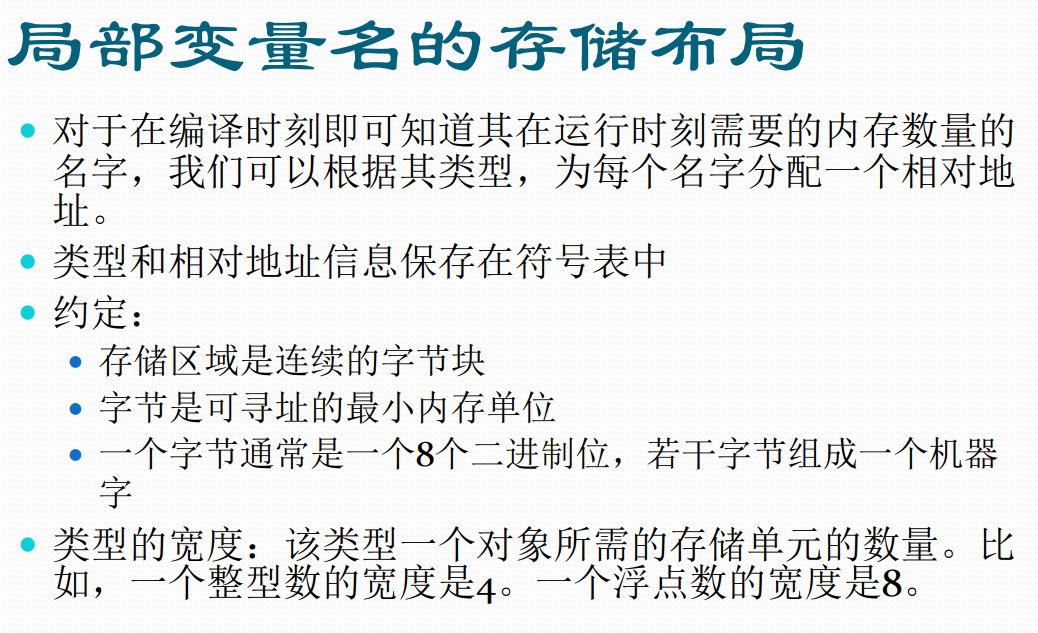 局部变量名的存储布局
对于在编译时刻即可知道其在运行时刻需要的内存数量的
名字，我们可以根据其类型，为每个名字分配一个相对地
址。
类型和相对地址信息保存在符号表中
约定：
存储区域是连续的字节块
字节是可寻址的最小内存单位
一个字节通常是一个8个二进制位，若干字节组成一个机器
字
类型的宽度：该类型一个对象所需的存储单元的数量。比
如，一个整型数的宽度是4。一个浮点数的宽度是8。